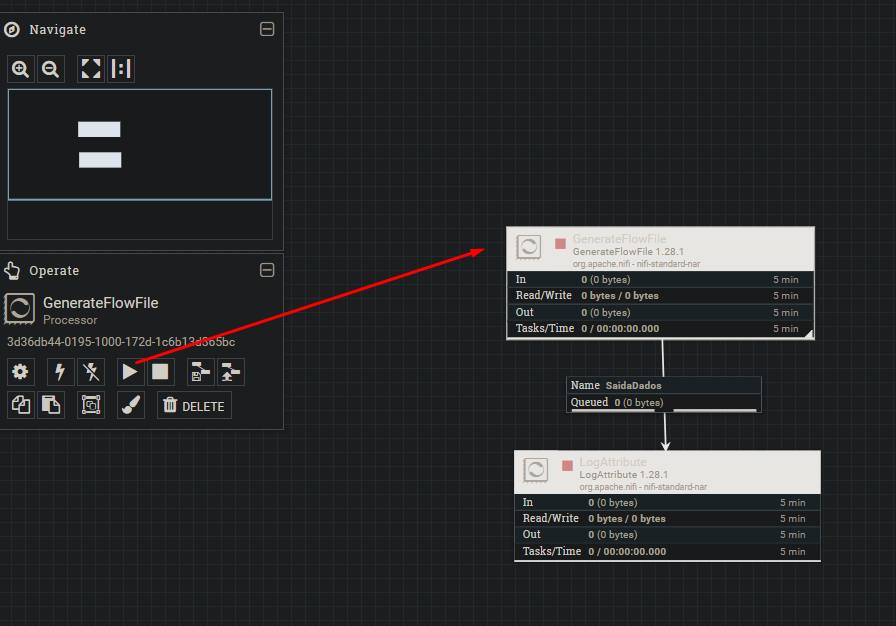 Navigate
Operate
GenerateFlowFile
Processor
3d36db44-0195-1000-172d-1c6b13d365bc
DELETE
GenerateFlowFile
GenerateFlowFile 1.28.1
org.apache.nifi - nifi-standard-nar
In 0 (0 bytes) 5 min
Read/Write 0 bytes / 0 bytes 5 min
Out 0 (0 bytes) 5 min
Tasks/Time 0 / 00:00:00.000 5 min
Name SaidaDados
Queued 0 (0 bytes)
LogAttribute
LogAttribute 1.28.1
org.apache.nifi - nifi-standard-nar
In 0 (0 bytes) 5 min
Read/Write 0 bytes / 0 bytes 5 min
Out 0 (0 bytes) 5 min
Tasks/Time 0 / 00:00:00.000 5 min